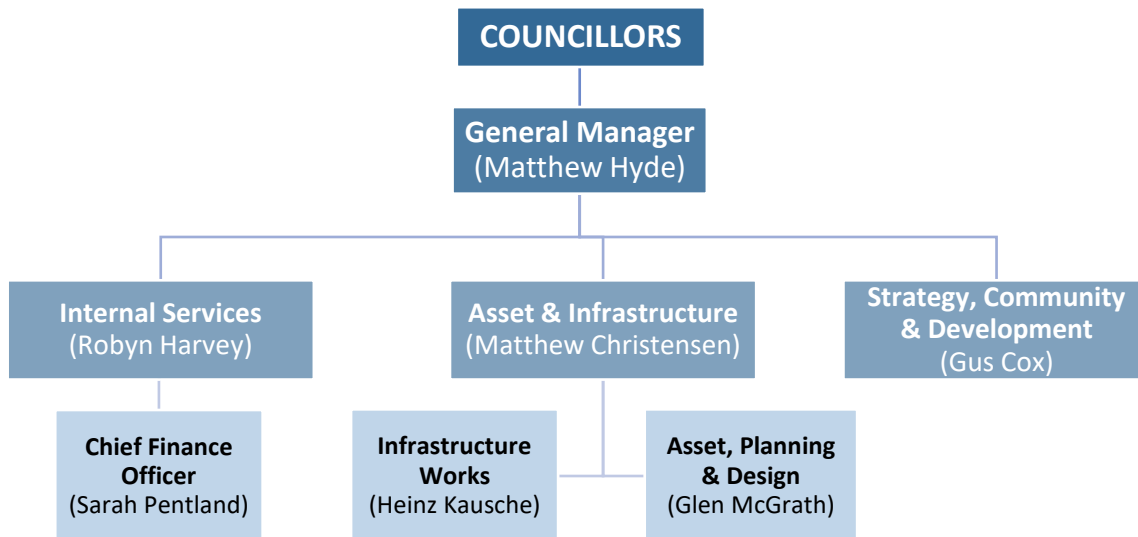 COUNCILLORS
General Manager
(Matthew Hyde)
Internal Services
(Robyn Harvey)
Asset & Infrastructure
(Matthew Christensen)
Strategy, Community
& Development
(Gus Cox)
Chief Finance
Officer
(Sarah Pentland)
Infrastructure
Works
(Heinz Kausche)
Asset, Planning
& Design
(Glen McGrath)